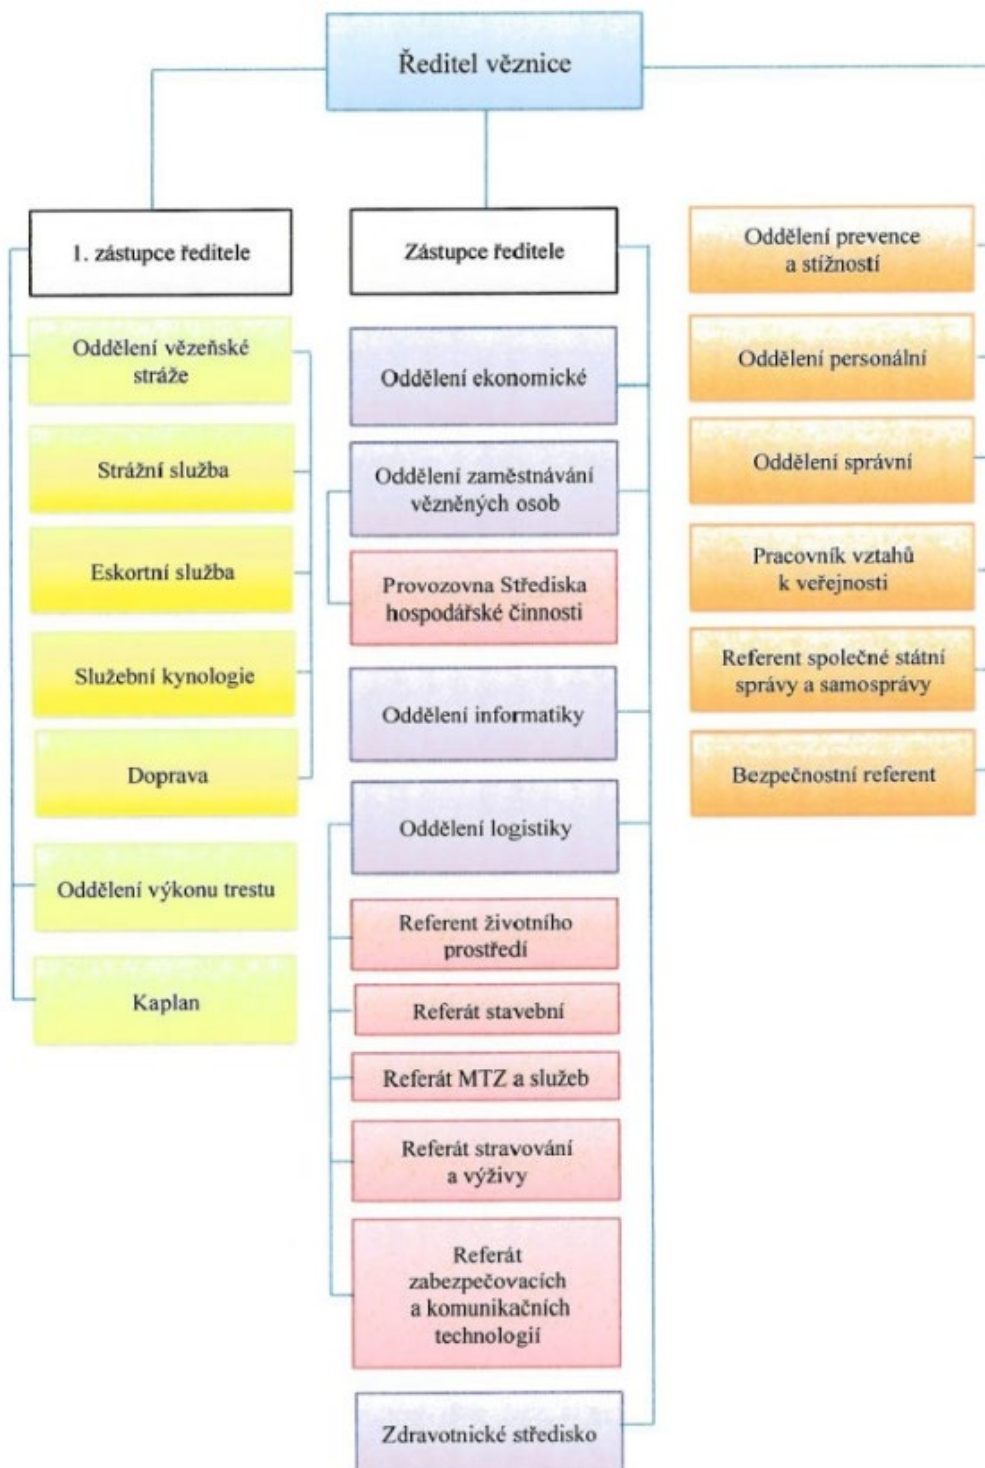 Ředitel věznice
1. zástupce ředitele
Oddělení vězeňské
stráže
Strážní služba
Eskortní služba
Služební kynologie
Doprava
Oddělení výkonu trestu
Kaplan
Zástupce ředitele
Oddělení ekonomické
Oddělení zaměstnávání
vězněných osob
Provozovna Střediska
hospodářské činnosti
Oddělení informatiky
Oddělení logistiky
Referent životního
prostředí
Referát stavební
Referát MTZ a služeb
Referát stravování
a výživy
Referát
zabezpečovacích
a komunikačních
technologií
Zdravotnické středisko
Oddělení prevence
a stížností
Oddělení personální
Oddělení správní
Pracovník vztahů
k veřejnosti
Referent společné státní
správy a samosprávy
Bezpečnostní referent